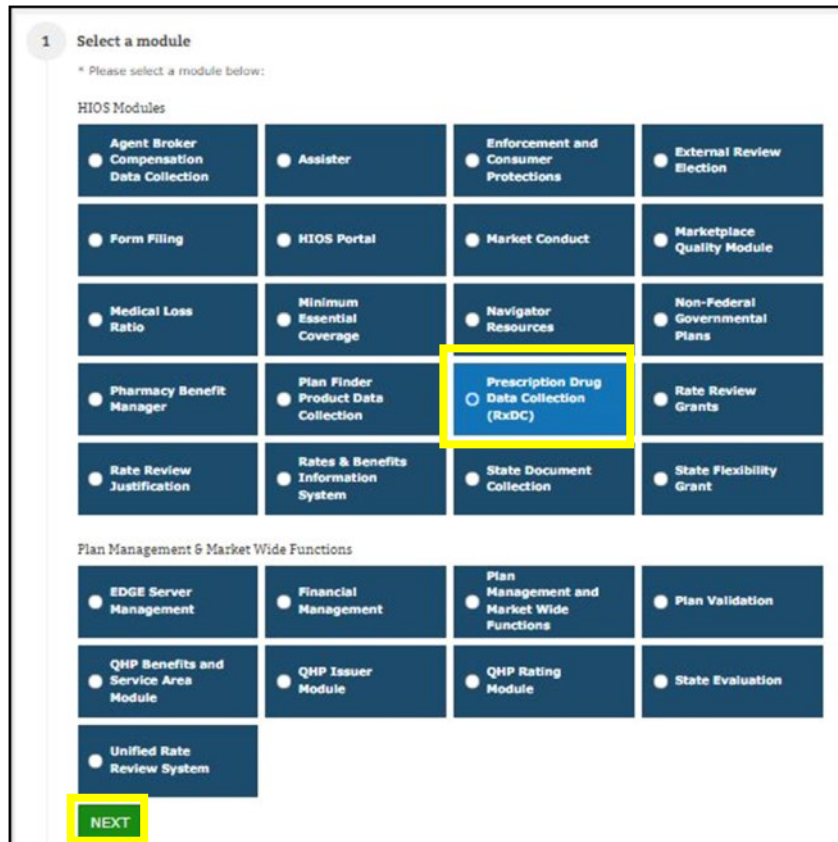 1 Select a module
* Please select a module below:
HIOS Modules
Agent Broker
Compensation
Data Collection
Assister
Enforcement and
Consumer
Protections
External Review
Election
Form Filing
HIOS Portal
Market Conduct
Marketplace
Quality Module
Medical Loss
Ratio
Minimum
Essential
Coverage
Navigator
Resources
Non-Federal
Governmental
Plans
Pharmacy Benefit
Manager
Plan Finder
Product Data
Collection
Prescription Drug
Data Collection
(RxDC)
Rate Review
Grants
Rate Review
Justification
Rates & Benefits
Information
System
State Document
Collection
State Flexibility
Grant
Plan Management & Market Wide Functions
EDGE Server
Management
Financial
Management
Plan
Management and
Market Wide
Functions
Plan Validation
QHP Benefits and
Service Area
Module
QHP Issuer
Module
QHP Rating
Module
State Evaluation
Unified Rate
Review System
NEXT